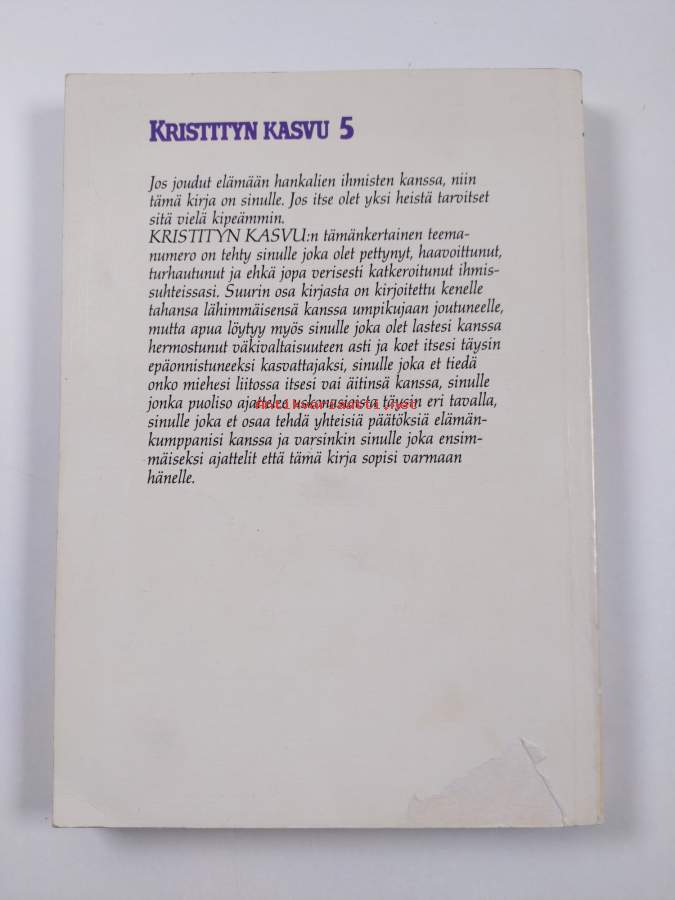 KRISTITYN KASVU 5
Jos joudut elämään hankalien ihmisten kanssa, niin
tämä kirja on sinulle. Jos itse olet yksi heistä tarvitset
sitä vielä kipeämmin.
KRISTITYN KASVU:n tämänkertainen teema-
numero on tehty sinulle joka olet pettynyt, haavoittunut,
turhautunut ja ehkä jopa verisesti katkeroitunut ihmis-
suhteissasi. Suurin osa kirjasta on kirjoitettu kenelle
tahansa lähimmäisensä kanssa umpikujaan joutuneelle,
mutta apua löytyy myös sinulle joka olet lastesi kanssa
hermostunut väkivaltaisuuteen asti ja koet itsesi täysin
epäonnistuneeksi kasvattajaksi, sinulle joka et tiedä
onko miehesi liitossa itsesi vai äitinsä kanssa, sinulle
jonka puoliso ajattelee uskonasioista täysin eri tavalla,
Antikvariaatti.net
sinulle joka et osaa tehdä yhteisiä päätöksiä elämän-
kumppanisi kanssa ja varsinkin sinulle joka ensim-
mäiseksi ajattelit että tämä kirja sopisi varmaan
hänelle.